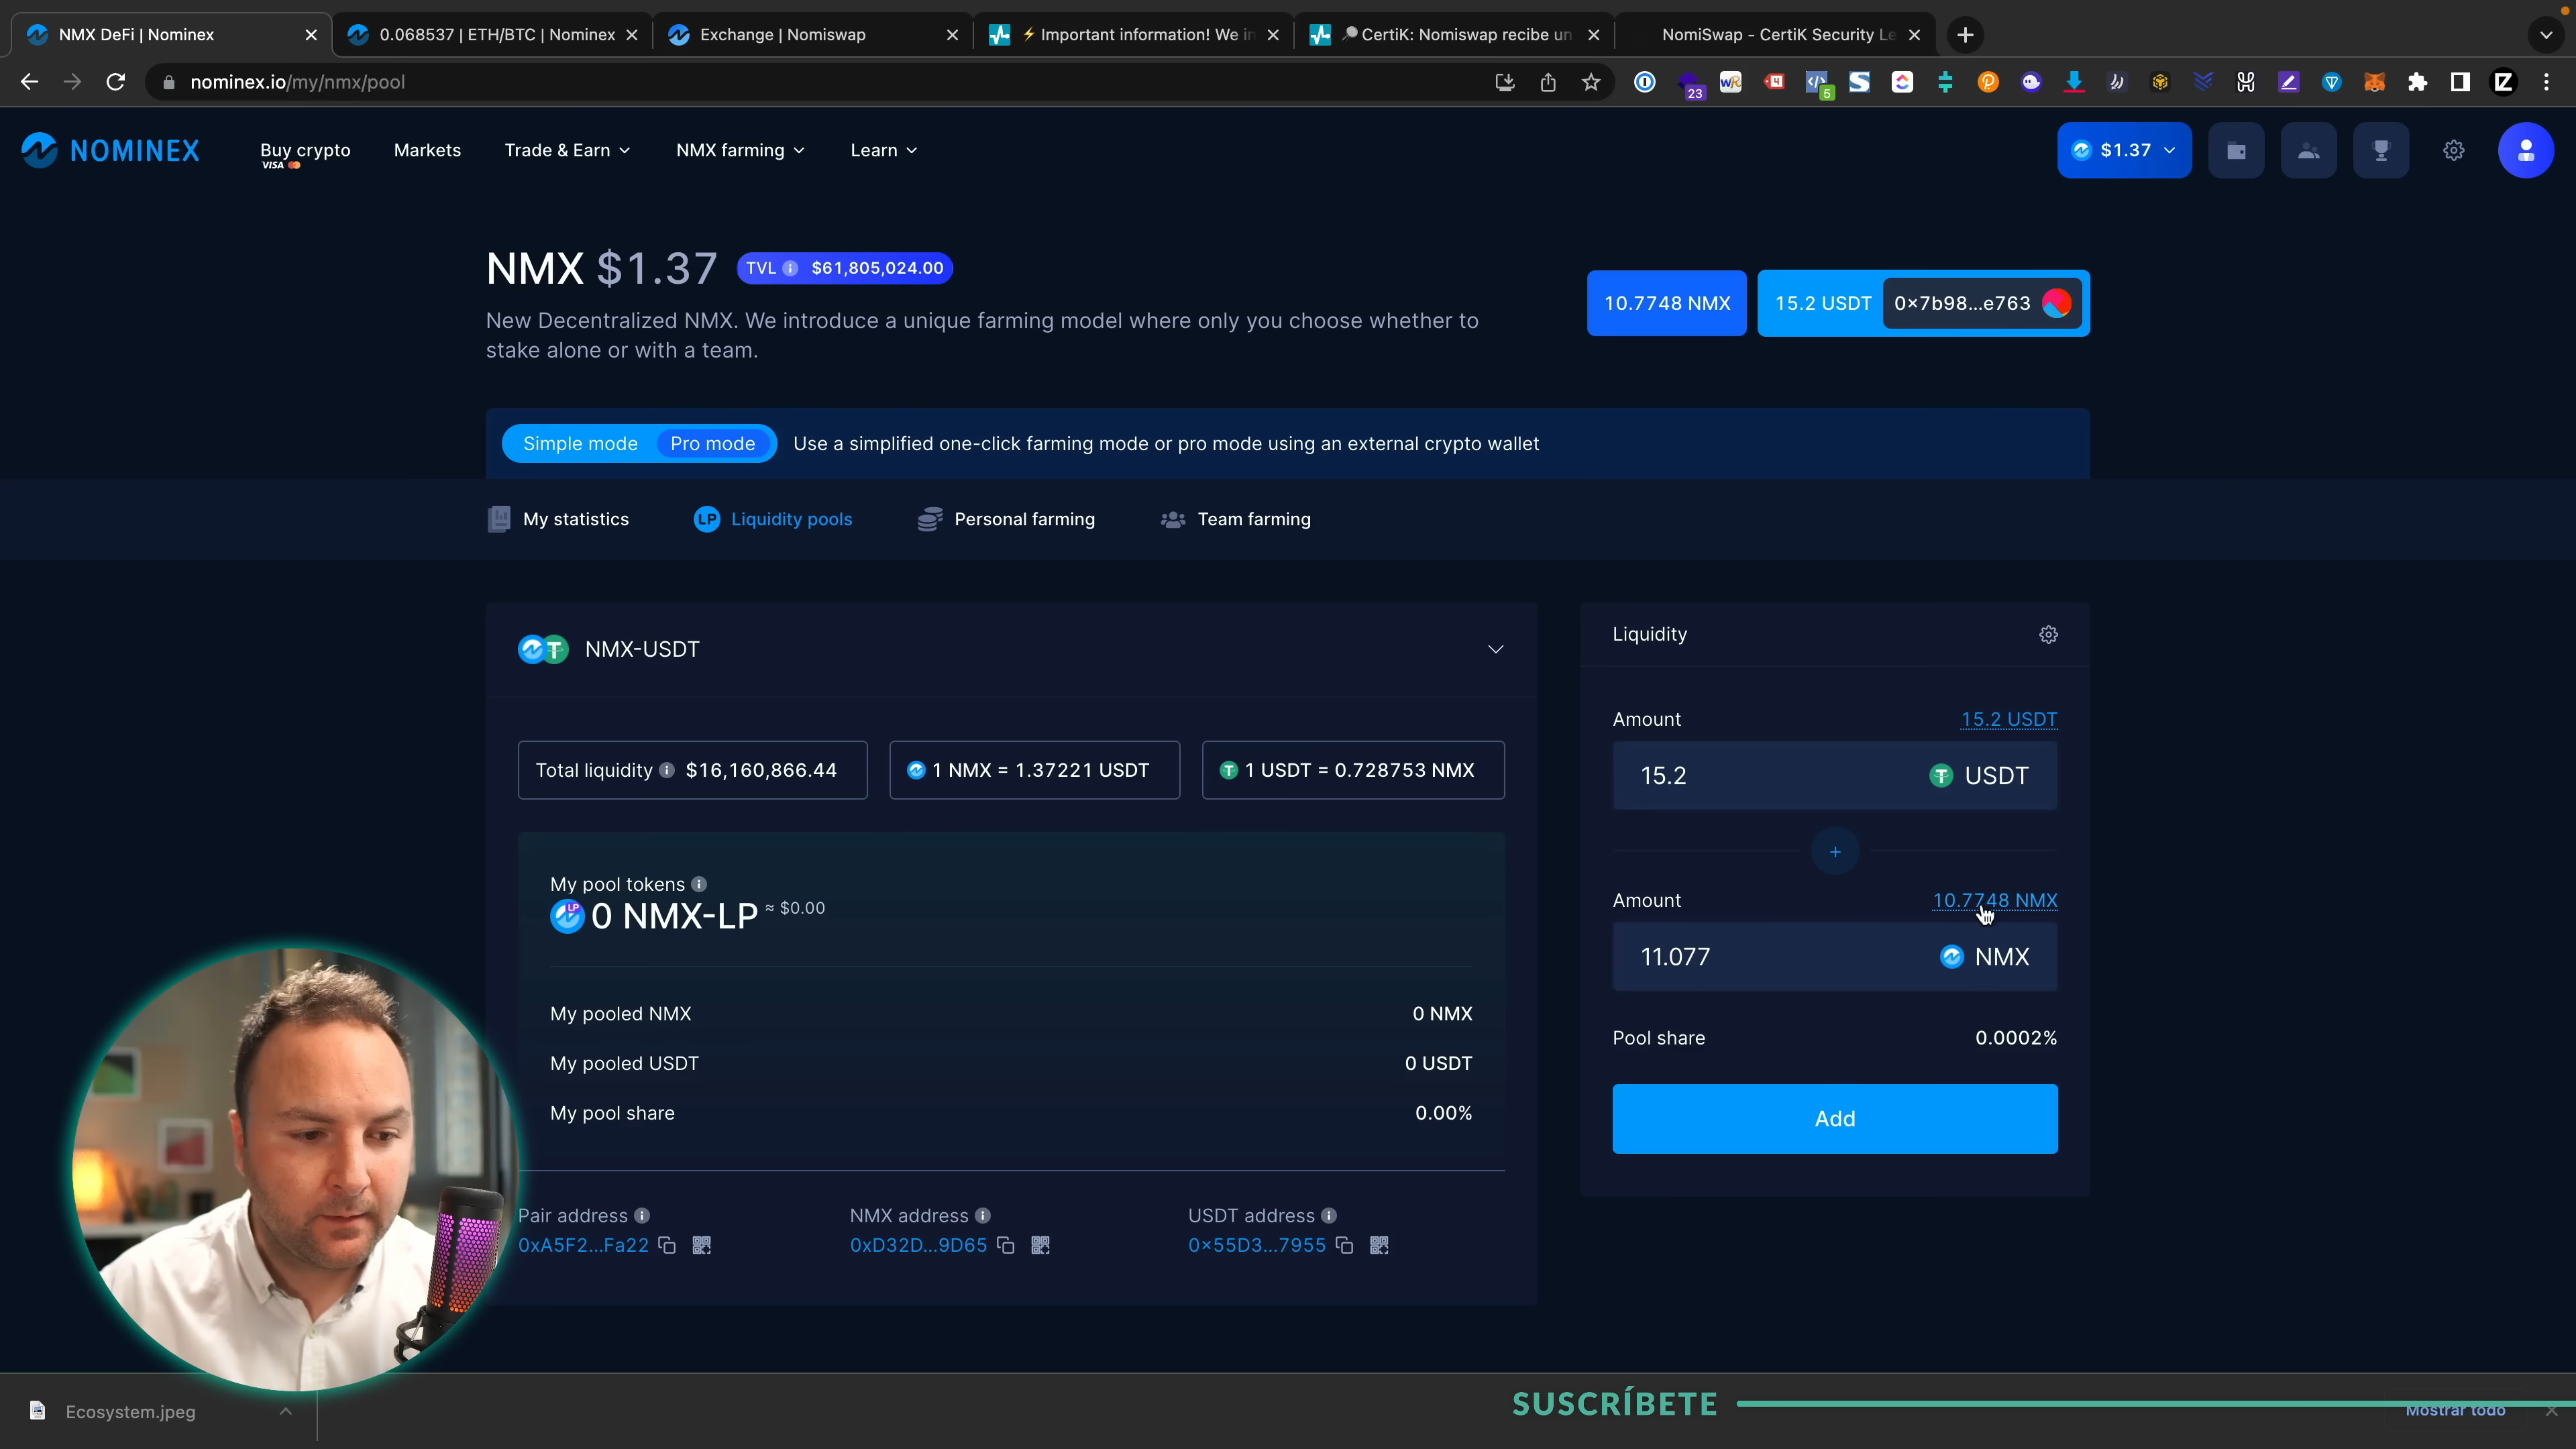 NMX DeFi | Nominex
0.068537 | ETH/BTC | Nominex
Exchange | Nomiswap
⚡ Important information! We in
🔎 CertiK: Nomiswap recibe un
NomiSwap - CertiK Security Le
nominex.io/my/nmx/pool
23
5
NOMINEX
Buy crypto
VISA
Markets
Trade & Earn
NMX farming
Learn
$1.37
NMX $1.37
TVL $61,805,024.00
New Decentralized NMX. We introduce a unique farming model where only you choose whether to
stake alone or with a team.
10.7748 NMX
15.2 USDT
0x7b98...e763
Simple mode
Pro mode
Use a simplified one-click farming mode or pro mode using an external crypto wallet
My statistics
LP Liquidity pools
Personal farming
Team farming
NMX-USDT
Total liquidity $16,160,866.44
1 NMX = 1.37221 USDT
1 USDT = 0.728753 NMX
My pool tokens
LP
0 NMX-LP ≈ $0.00
My pooled NMX 0 NMX
My pooled USDT 0 USDT
My pool share 0.00%
Pair address
0xA5F2...Fa22
NMX address
0xD32D...9D65
USDT address
0x55D3...7955
Liquidity
Amount 15.2 USDT
15.2 USDT
+
Amount 10.7748 NMX
11.077 NMX
Pool share 0.0002%
Add
Ecosystem.jpeg
SUSCRÍBETE
Mostrar todo